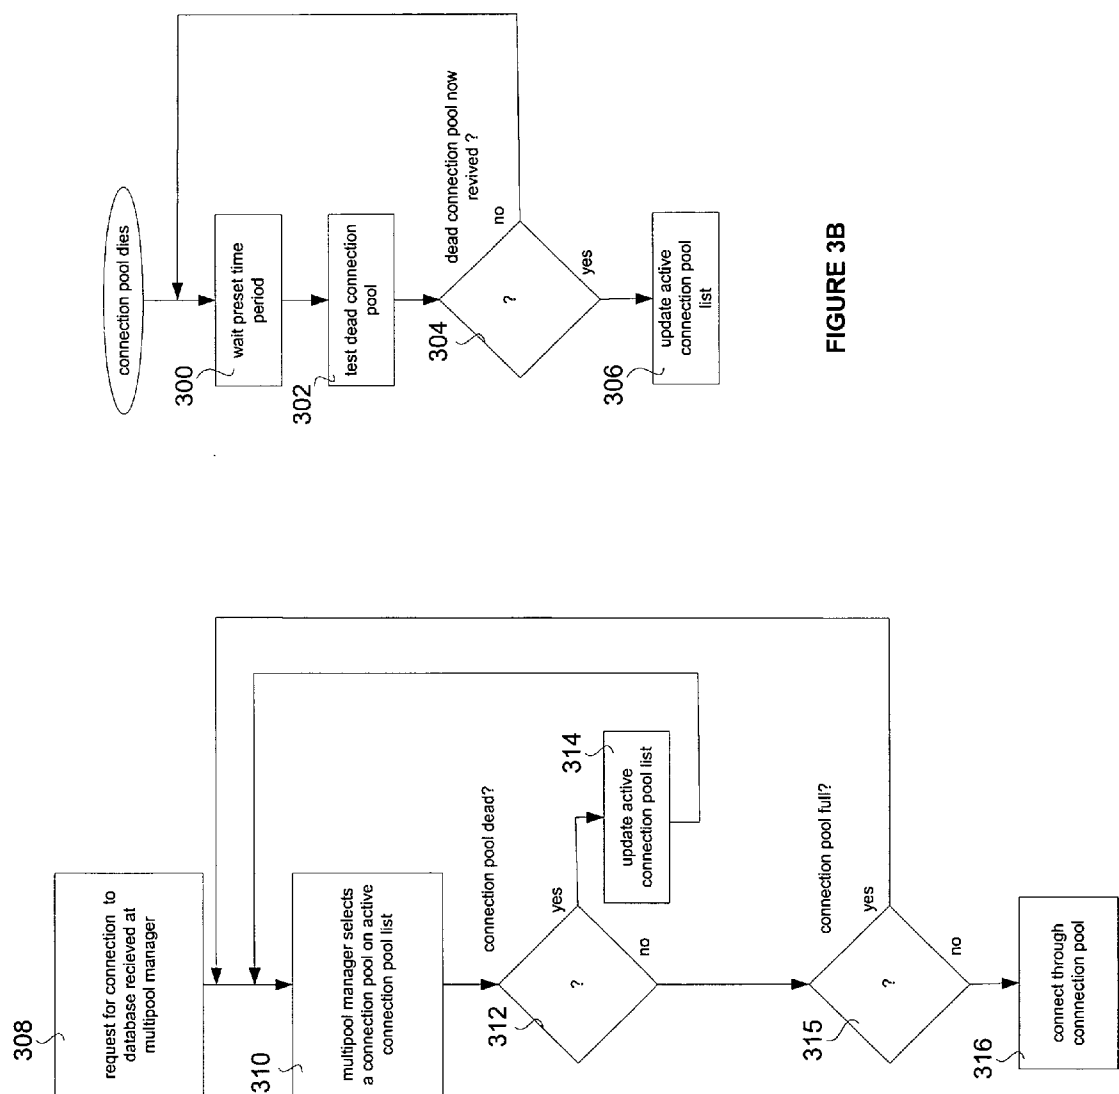 connection pool dies
300
wait preset time
period
302
test dead connection
pool
dead connection pool now
revived ?
304
?
no
yes
306
update active
connection pool
list
FIGURE 3B
308
request for connection to
database recieved at
multipool manager
310
multipool manager selects
a connection pool on active
connection pool list
connection pool dead?
312
?
yes
no
314
update active
connection pool list
connection pool full?
315
?
yes
no
316
connect through
connnection pool